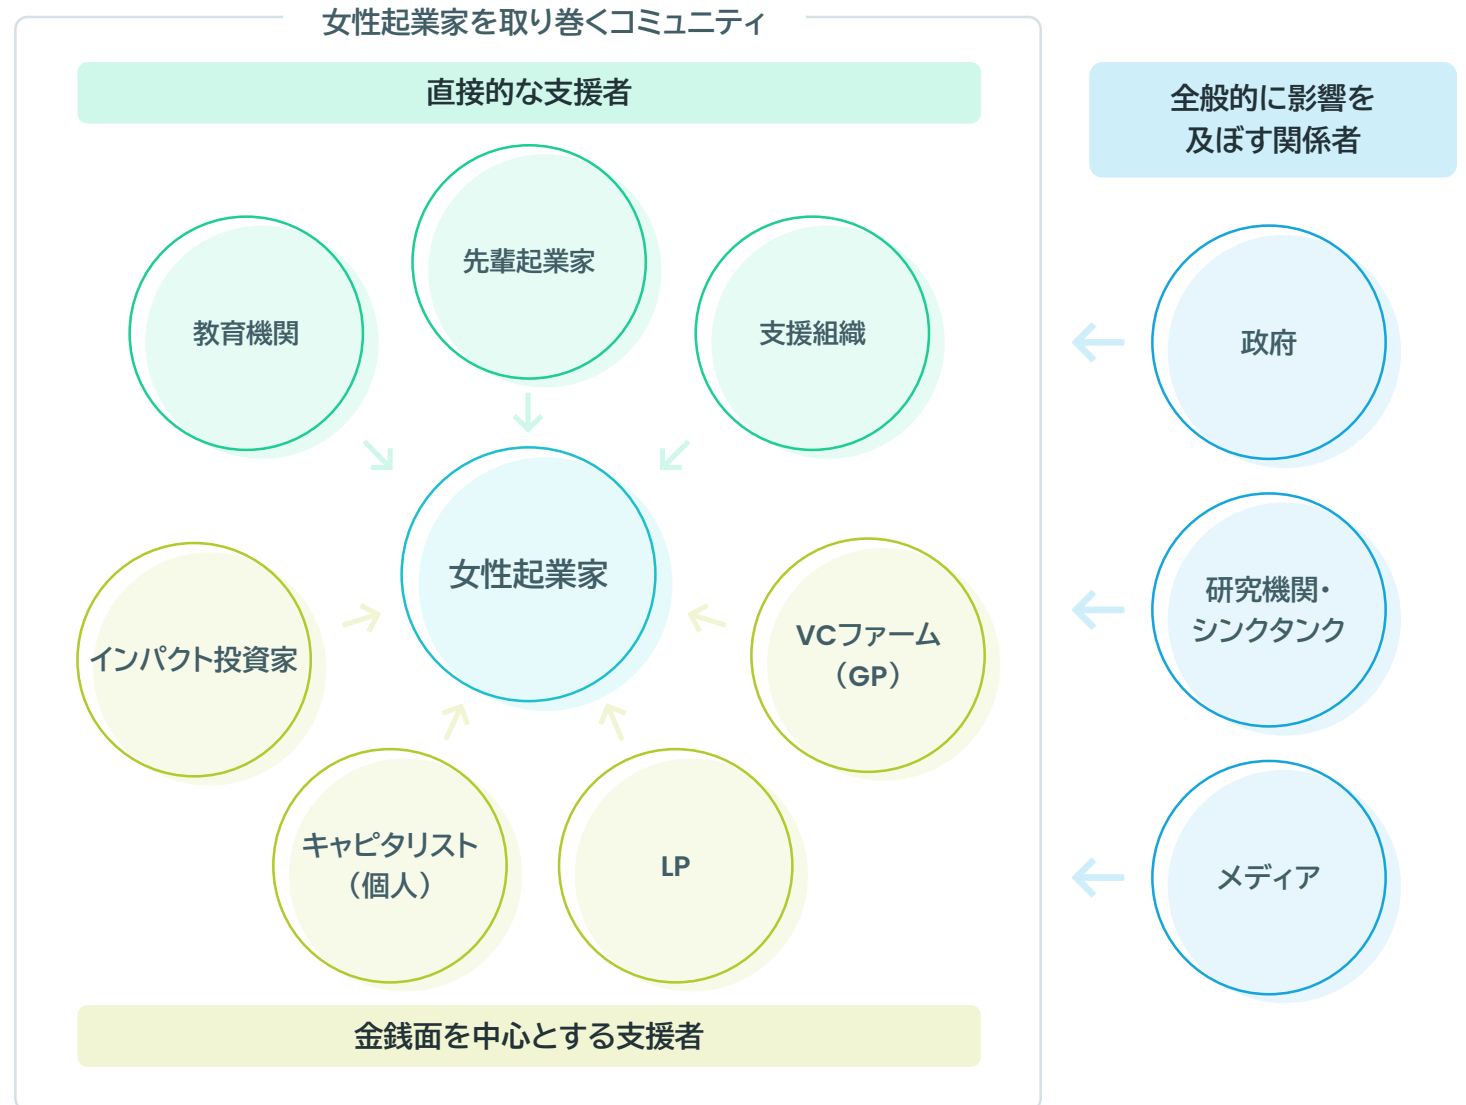 女性起業家を取り巻くコミュニティ
直接的な支援者
全般的に影響を
及ぼす関係者
先輩起業家
教育機関
支援組織
政府
女性起業家
研究機関・
シンクタンク
VCファーム
（GP）
インパクト投資家
キャピタリスト
（個人）
LP
メディア
金銭面を中心とする支援者